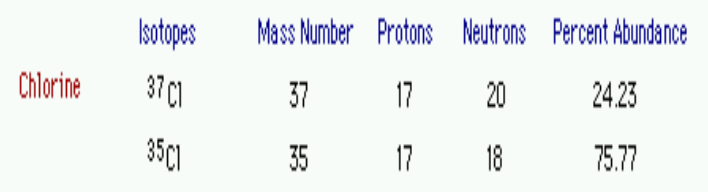 Isotopes Mass Number Protons Neutrons Percent Abundance
Chlorine ³⁷Cl 37 17 20 24.23
³⁵Cl 35 17 18 75.77